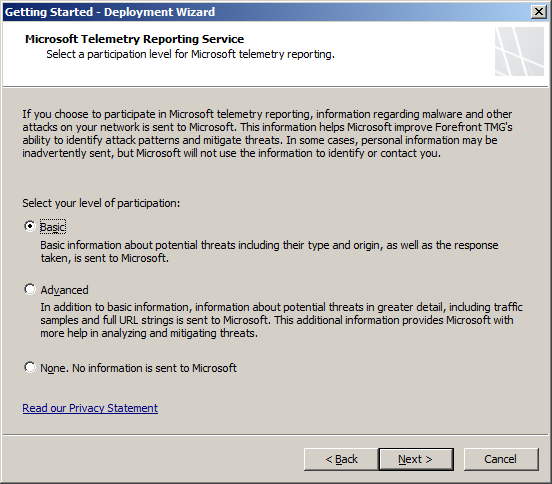 Getting Started - Deployment Wizard
Microsoft Telemetry Reporting Service
Select a participation level for Microsoft telemetry reporting.
If you choose to participate in Microsoft telemetry reporting, information regarding malware and other
attacks on your network is sent to Microsoft. This information helps Microsoft improve Forefront TMG's
ability to identify attack patterns and mitigate threats. In some cases, personal information may be
inadvertently sent, but Microsoft will not use the information to identify or contact you.
Select your level of participation:
Basic
Basic information about potential threats including their type and origin, as well as the response
taken, is sent to Microsoft.
Advanced
In addition to basic information, information about potential threats in greater detail, including traffic
samples and full URL strings is sent to Microsoft. This additional information provides Microsoft with
more help in analyzing and mitigating threats.
None. No information is sent to Microsoft
Read our Privacy Statement
< Back
Next >
Cancel